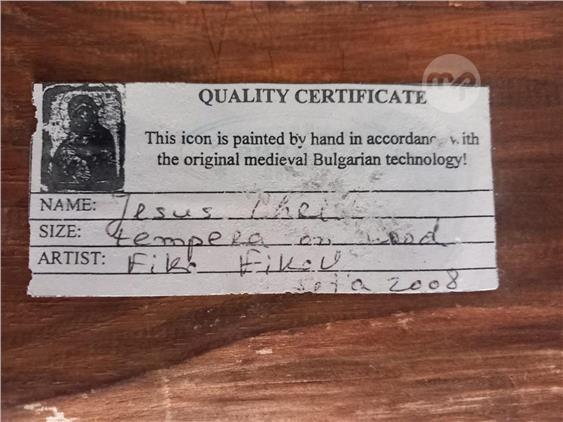 QUALITY CERTIFICATE
This icon is painted by hand in accordance with
the original medieval Bulgarian technology!
NAME: Jesus
SIZE: tempera on wood
ARTIST: Fiko Fikov
2008